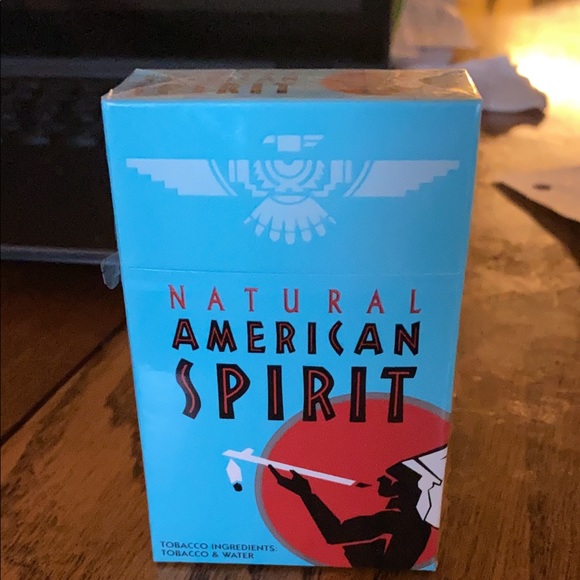 NATURAL
AMERICAN
SPIRIT
TOBACCO INGREDIENTS:
TOBACCO & WATER